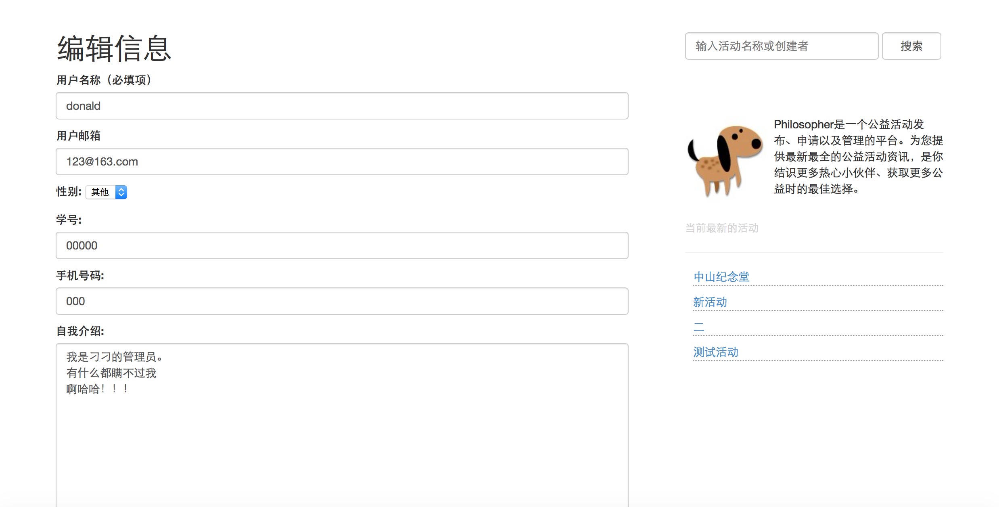 编辑信息
用户名称（必填项）
donald
用户邮箱
123@163.com
性别: 其他
学号:
00000
手机号码:
000
自我介绍:
我是刁刁的管理员。
有什么都瞒不过我
啊哈哈！！！
输入活动名称或创建者 搜索
Philosopher是一个公益活动发
布、申请以及管理的平台。为您提
供最新最全的公益活动资讯，是你
结识更多热心小伙伴、获取更多公
益时的最佳选择。
当前最新的活动
中山纪念堂
新活动
二
测试活动